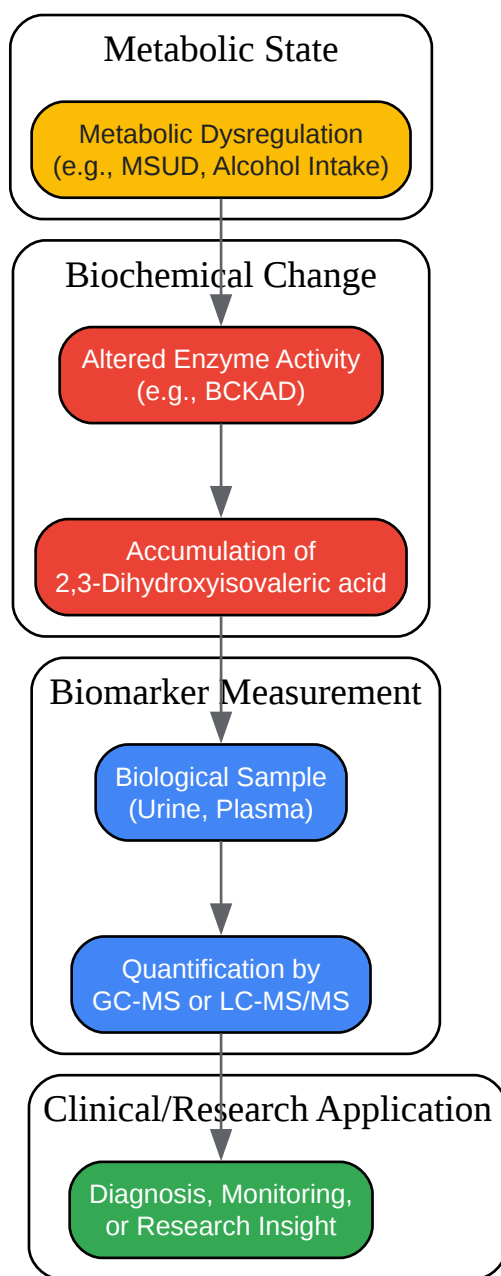 Metabolic State
Metabolic Dysregulation
(e.g., MSUD, Alcohol Intake)
Biochemical Change
Altered Enzyme Activity
(e.g., BCKAD)
Accumulation of
2,3-Dihydroxyisovaleric acid
Biomarker Measurement
Biological Sample
(Urine, Plasma)
Quantification by
GC-MS or LC-MS/MS
Clinical/Research Application
Diagnosis, Monitoring,
or Research Insight